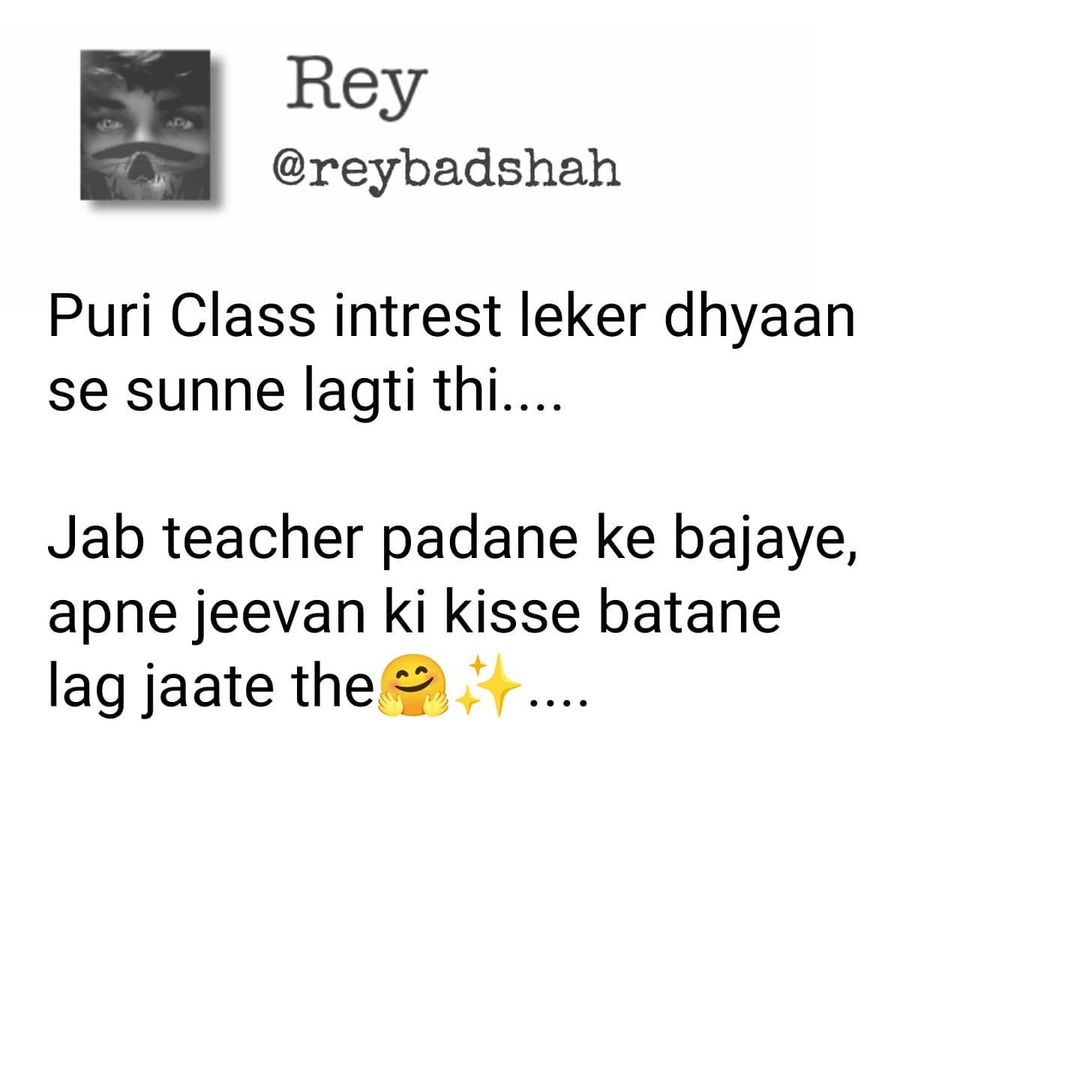 Rey
@reybadshah
Puri Class intrest leker dhyaan
se sunne lagti thi....
Jab teacher padane ke bajaye,
apne jeevan ki kisse batane
lag jaate the🤗✨....